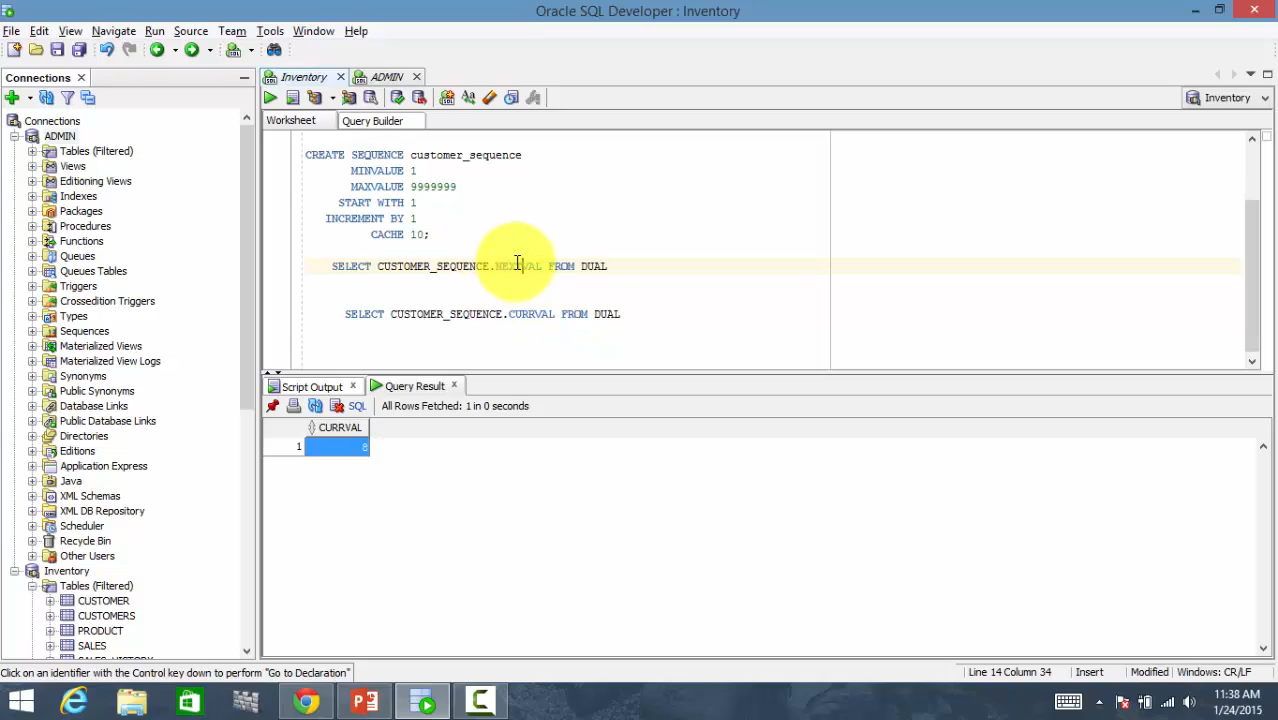 Oracle SQL Developer : Inventory
File Edit View Navigate Run Source Team Tools Window Help
Connections
Inventory
ADMIN
Inventory
Worksheet
Query Builder
Connections
ADMIN
Tables (Filtered)
Views
Editioning Views
Indexes
Packages
Procedures
Functions
Queues
Queues Tables
Triggers
Crossedition Triggers
Types
Sequences
Materialized Views
Materialized View Logs
Synonyms
Public Synonyms
Database Links
Public Database Links
Directories
Editions
Application Express
Java
XML Schemas
XML DB Repository
Scheduler
Recycle Bin
Other Users
Inventory
Tables (Filtered)
CUSTOMER
CUSTOMERS
PRODUCT
SALES
SALES_HISTORY
CREATE SEQUENCE customer_sequence
MINVALUE 1
MAXVALUE 9999999
START WITH 1
INCREMENT BY 1
CACHE 10;
SELECT CUSTOMER_SEQUENCE.NEXTVAL FROM DUAL
SELECT CUSTOMER_SEQUENCE.CURRVAL FROM DUAL
Script Output
Query Result
SQL All Rows Fetched: 1 in 0 seconds
CURRVAL
1 8
Click on an identifier with the Control key down to perform "Go to Declaration"
Line 14 Column 34 Insert Modified Windows: CR/LF
11:38 AM
1/24/2015